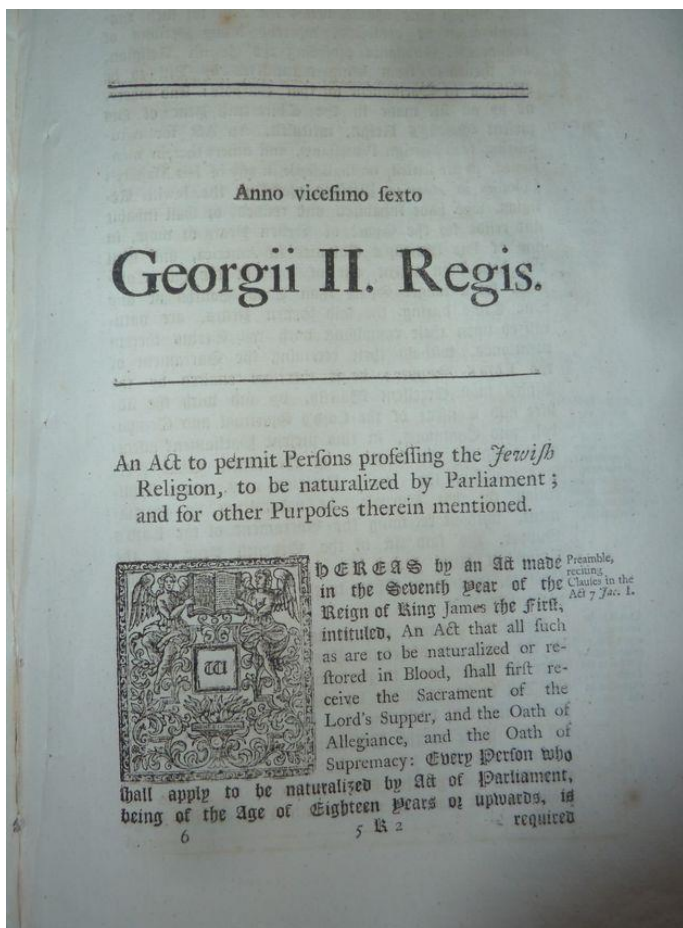 Anno viceſimo ſexto
Georgii II. Regis.
An Act to permit Perſons profeſſing the Jewiſh
Religion, to be naturalized by Parliament;
and for other Purpoſes therein mentioned.
WHEREAS by an Act made
in the Seventh Year of the
Reign of King James the Firſt,
intituled, An Act that all ſuch
as are to be naturalized or re-
ſtored in Blood, ſhall firſt re-
ceive the Sacrament of the
Lord's Supper, and the Oath of
Allegiance, and the Oath of
Supremacy: Every Perſon who
ſhall apply to be naturalized by Act of Parliament,
being of the Age of Eighteen Years or upwards, is
6 5 K 2 required
Preamble,
reciting
Clauſes in the
Act 7 Jac. I.